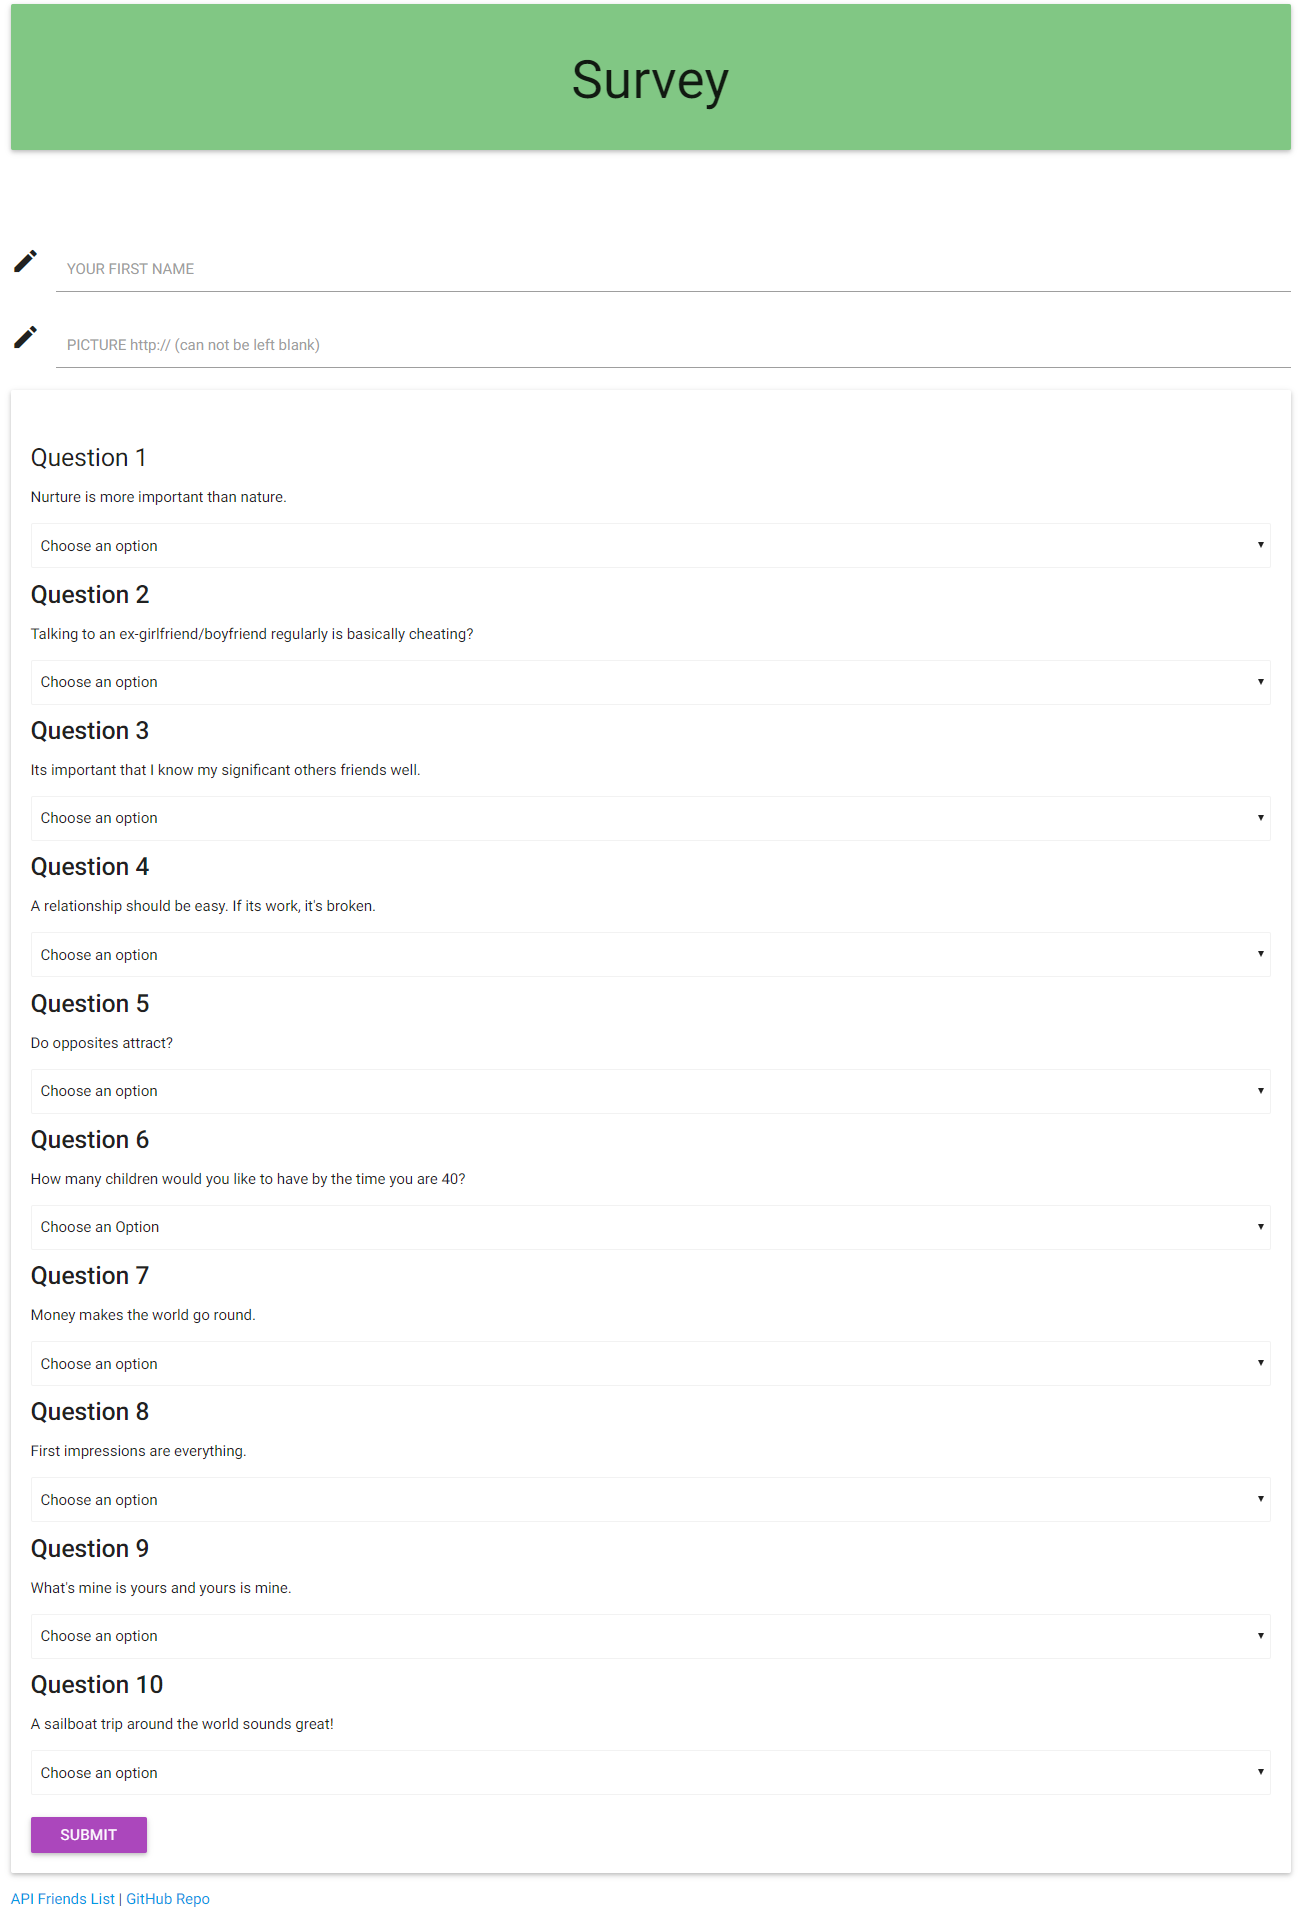 Survey
YOUR FIRST NAME
PICTURE http:// (can not be left blank)
Question 1
Nurture is more important than nature.
Choose an option
Question 2
Talking to an ex-girlfriend/boyfriend regularly is basically cheating?
Choose an option
Question 3
Its important that I know my significant others friends well.
Choose an option
Question 4
A relationship should be easy. If its work, it's broken.
Choose an option
Question 5
Do opposites attract?
Choose an option
Question 6
How many children would you like to have by the time you are 40?
Choose an Option
Question 7
Money makes the world go round.
Choose an option
Question 8
First impressions are everything.
Choose an option
Question 9
What's mine is yours and yours is mine.
Choose an option
Question 10
A sailboat trip around the world sounds great!
Choose an option
SUBMIT
API Friends List | GitHub Repo